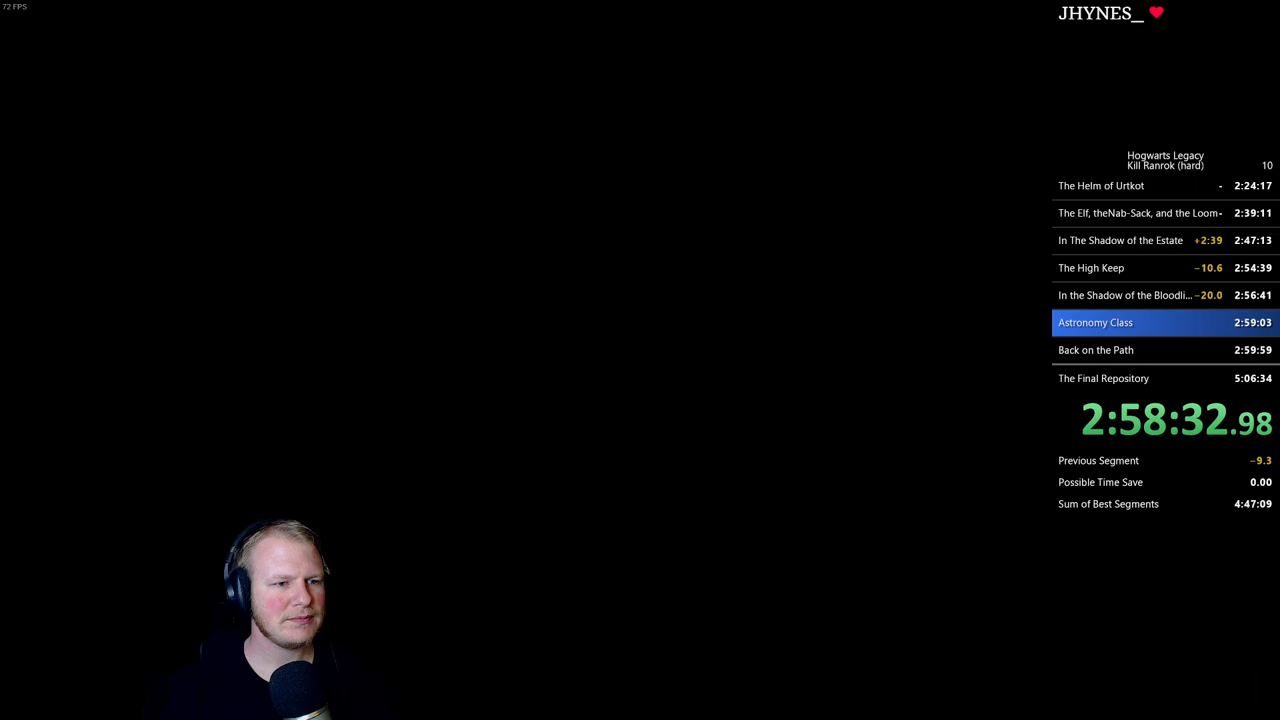 72 FPS
JHYNES_ ❤
Hogwarts Legacy
Kill Ranrok (hard) 10
The Helm of Urtkot - 2:24:17
The Elf, theNab-Sack, and the Loom- 2:39:11
In The Shadow of the Estate +2:39 2:47:13
The High Keep −10.6 2:54:39
In the Shadow of the Bloodli... −20.0 2:56:41
Astronomy Class 2:59:03
Back on the Path 2:59:59
The Final Repository 5:06:34
2:58:32.98
Previous Segment −9.3
Possible Time Save 0.00
Sum of Best Segments 4:47:09